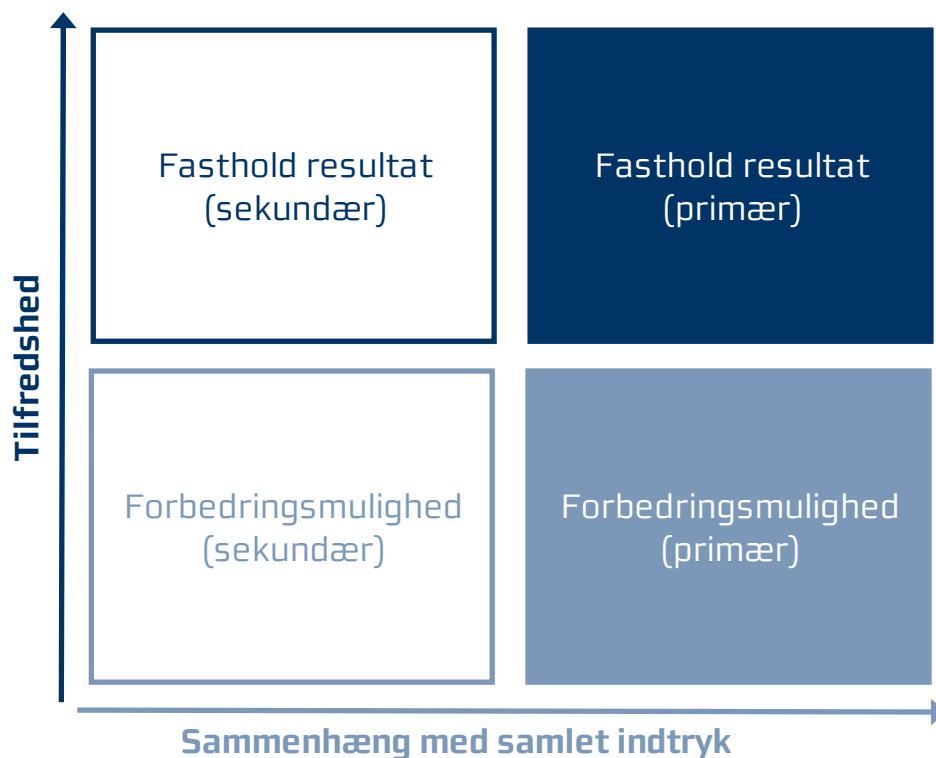 Tilfredshed
Fasthold resultat
(sekundær)
Fasthold resultat
(primær)
Forbedringsmulighed
(sekundær)
Forbedringsmulighed
(primær)
Sammenhæng med samlet indtryk